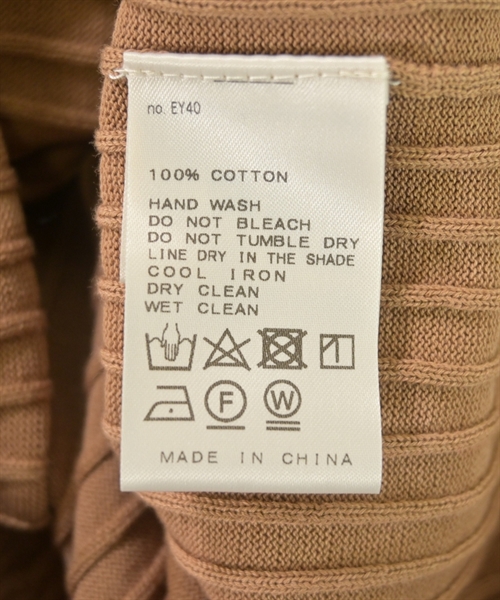 no. EY40
100% COTTON
HAND WASH
DO NOT BLEACH
DO NOT TUMBLE DRY
LINE DRY IN THE SHADE
COOL IRON
DRY CLEAN
WET CLEAN
F W
MADE IN CHINA